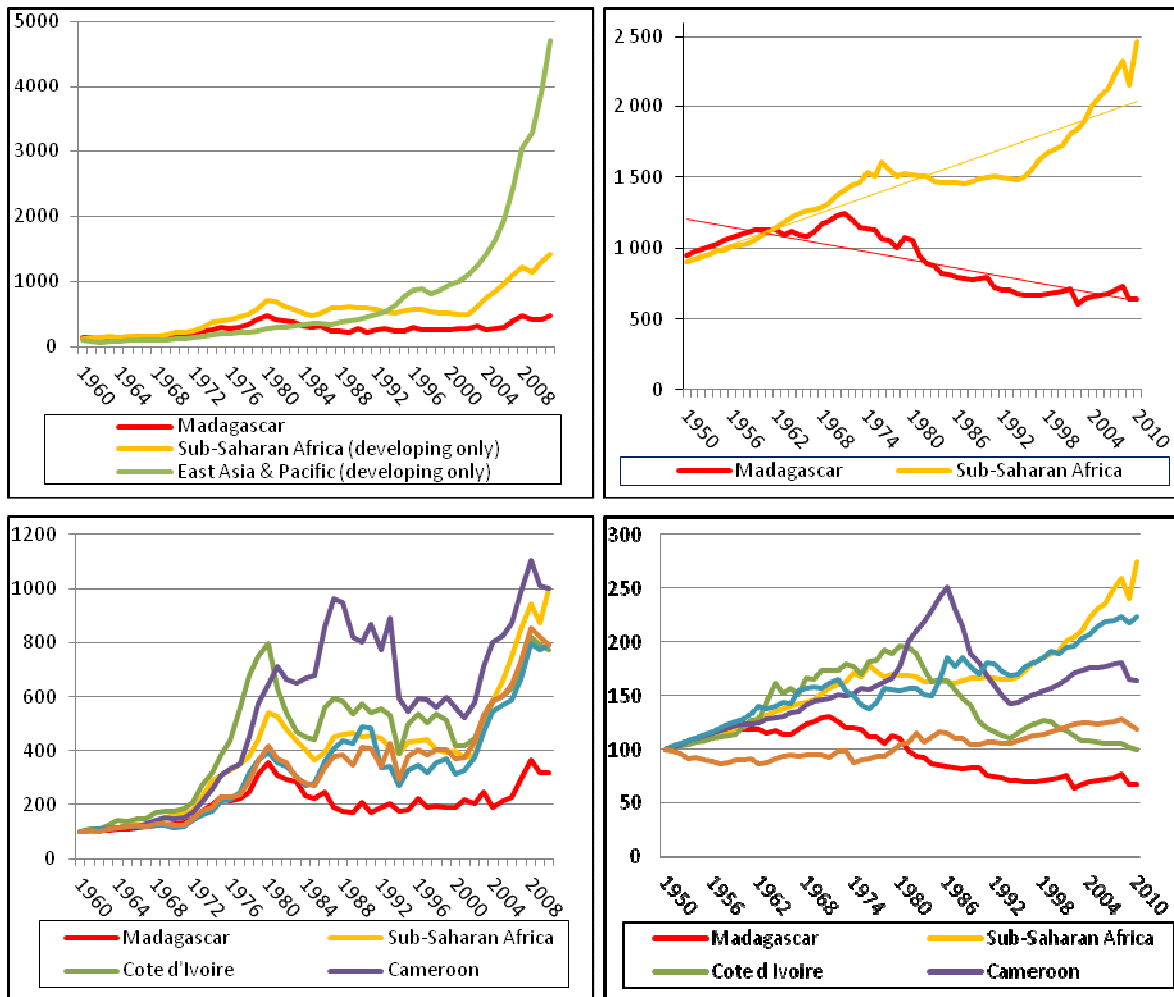 5000
4000
3000
2000
1000
0
1960 1964 1968 1972 1976 1980 1984 1988 1992 1996 2000 2004 2008
Madagascar
Sub-Saharan Africa (developing only)
East Asia & Pacific (developing only)
2 500
2 000
1 500
1 000
500
0
1950 1956 1962 1968 1974 1980 1986 1992 1998 2004 2010
Madagascar Sub-Saharan Africa
1200
1000
800
600
400
200
0
1960 1964 1968 1972 1976 1980 1984 1988 1992 1996 2000 2004 2008
Madagascar Sub-Saharan Africa
Cote d'Ivoire Cameroon
300
250
200
150
100
50
0
1950 1956 1962 1968 1974 1980 1986 1992 1998 2004 2010
Madagascar Sub-Saharan Africa
Cote d Ivoire Cameroon